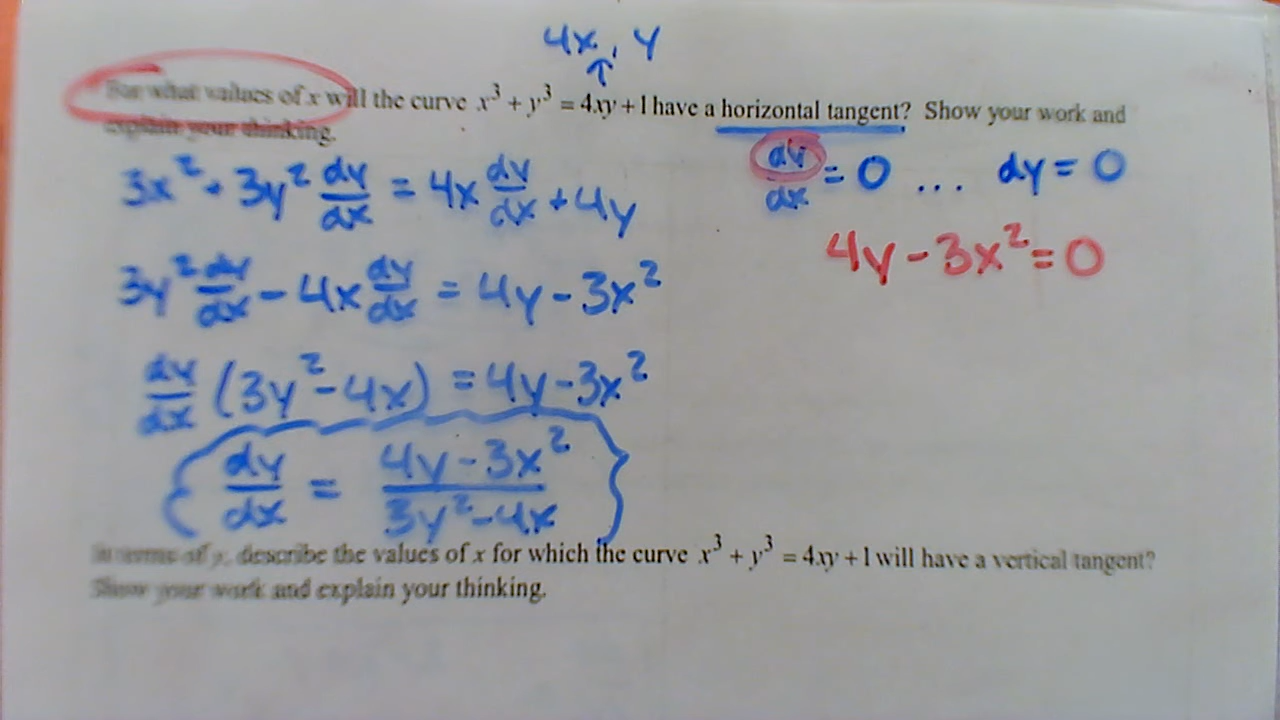 4x · y
↑
For what values of x will the curve x³ + y³ = 4xy + 1 have a horizontal tangent? Show your work and
explain your thinking.
3x² + 3y² dy/dx = 4x dy/dx + 4y
dy/dx = 0 ... dy = 0
4y - 3x² = 0
3y² dy/dx - 4x dy/dx = 4y - 3x²
dy/dx (3y² - 4x) = 4y - 3x²
dy/dx = (4y - 3x²)/(3y² - 4x)
In terms of y, describe the values of x for which the curve x³ + y³ = 4xy + 1 will have a vertical tangent?
Show your work and explain your thinking.